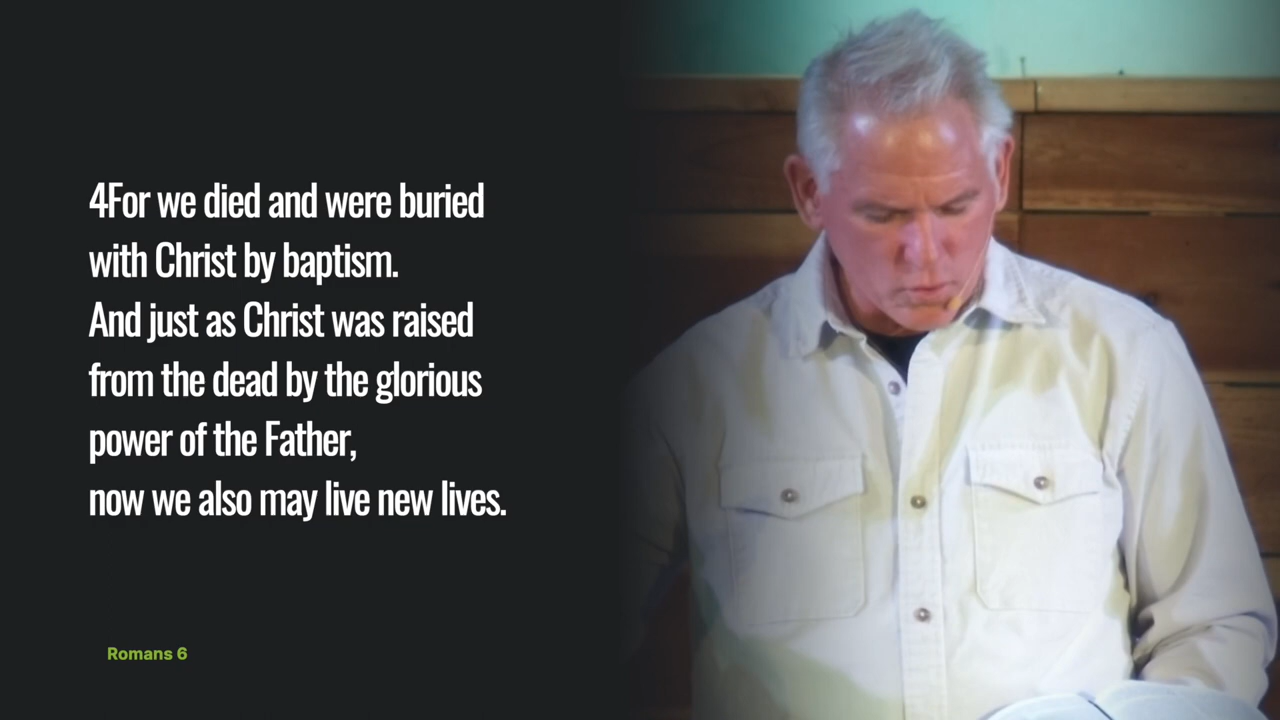 4For we died and were buried
with Christ by baptism.
And just as Christ was raised
from the dead by the glorious
power of the Father,
now we also may live new lives.
Romans 6